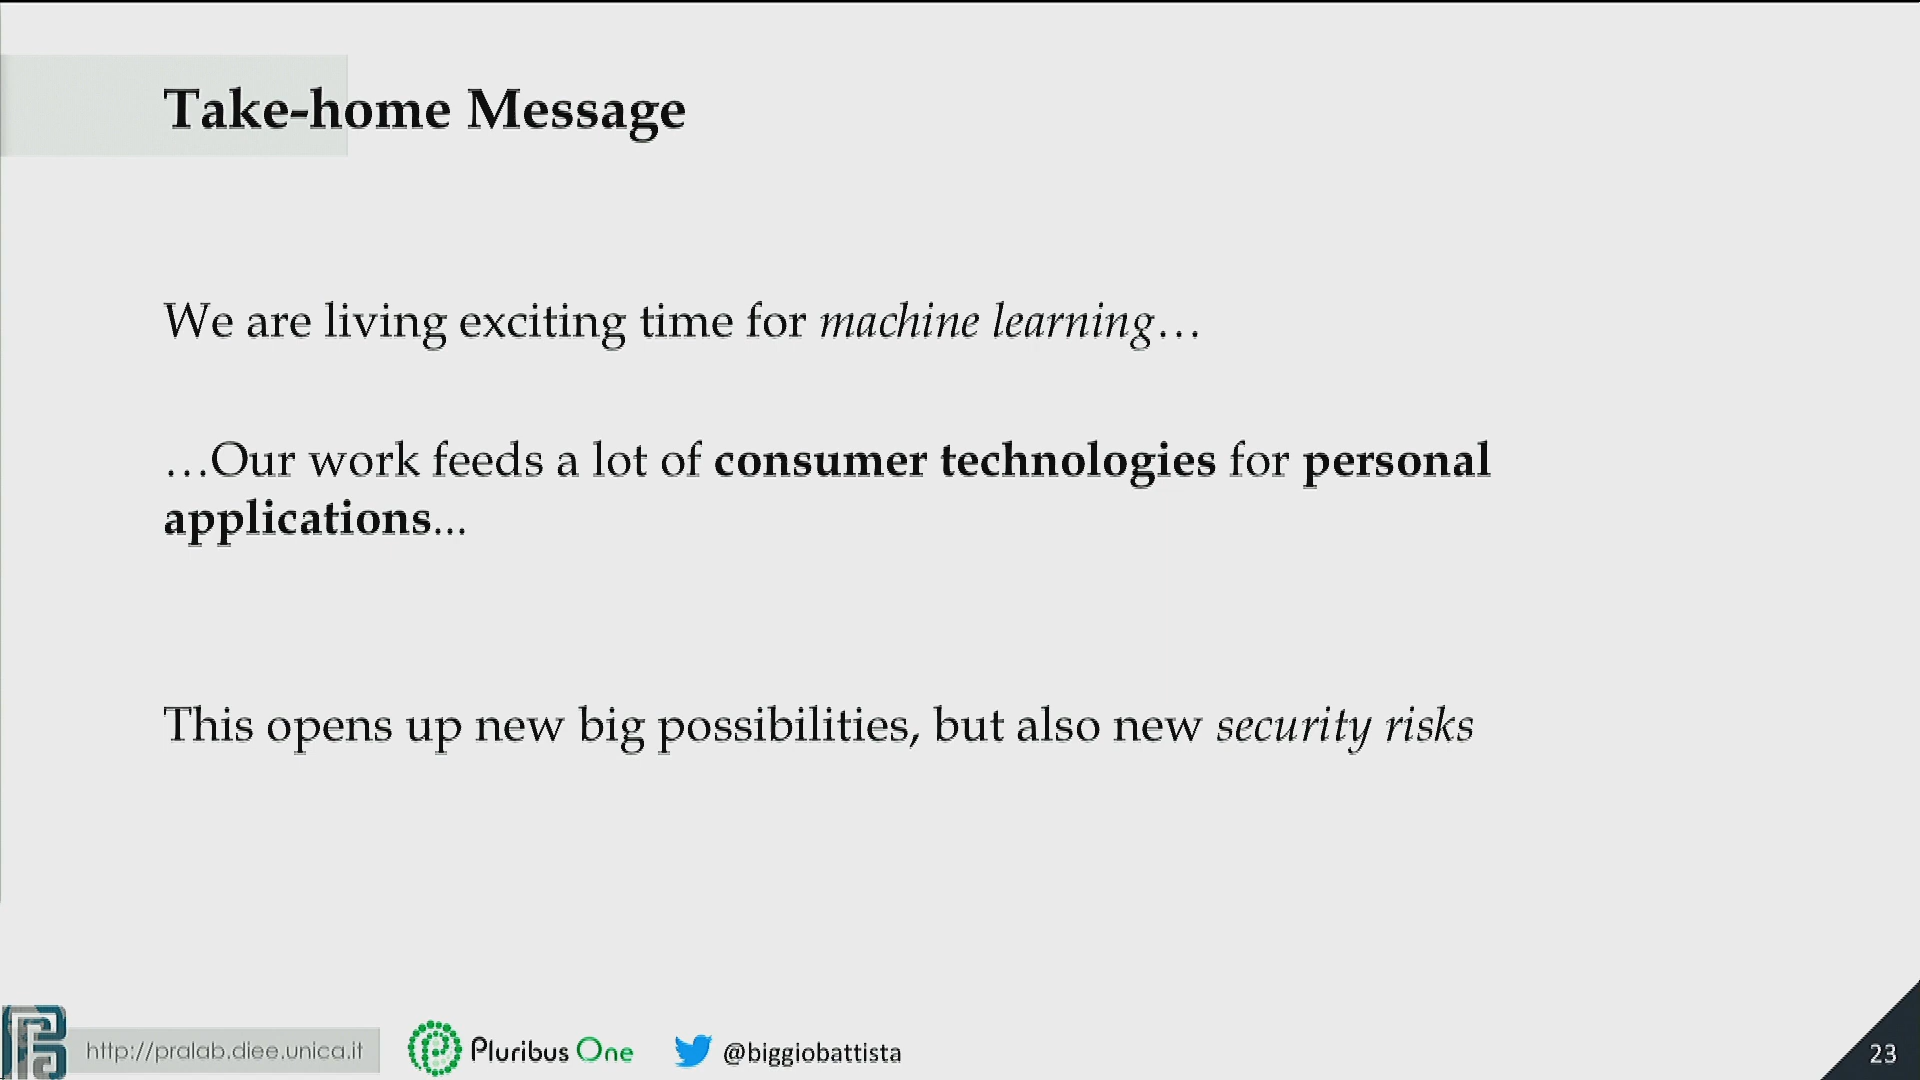 Take-home Message
We are living exciting time for machine learning…
…Our work feeds a lot of consumer technologies for personal
applications...
This opens up new big possibilities, but also new security risks
http://pralab.diee.unica.it
Pluribus One
@biggiobattista
23